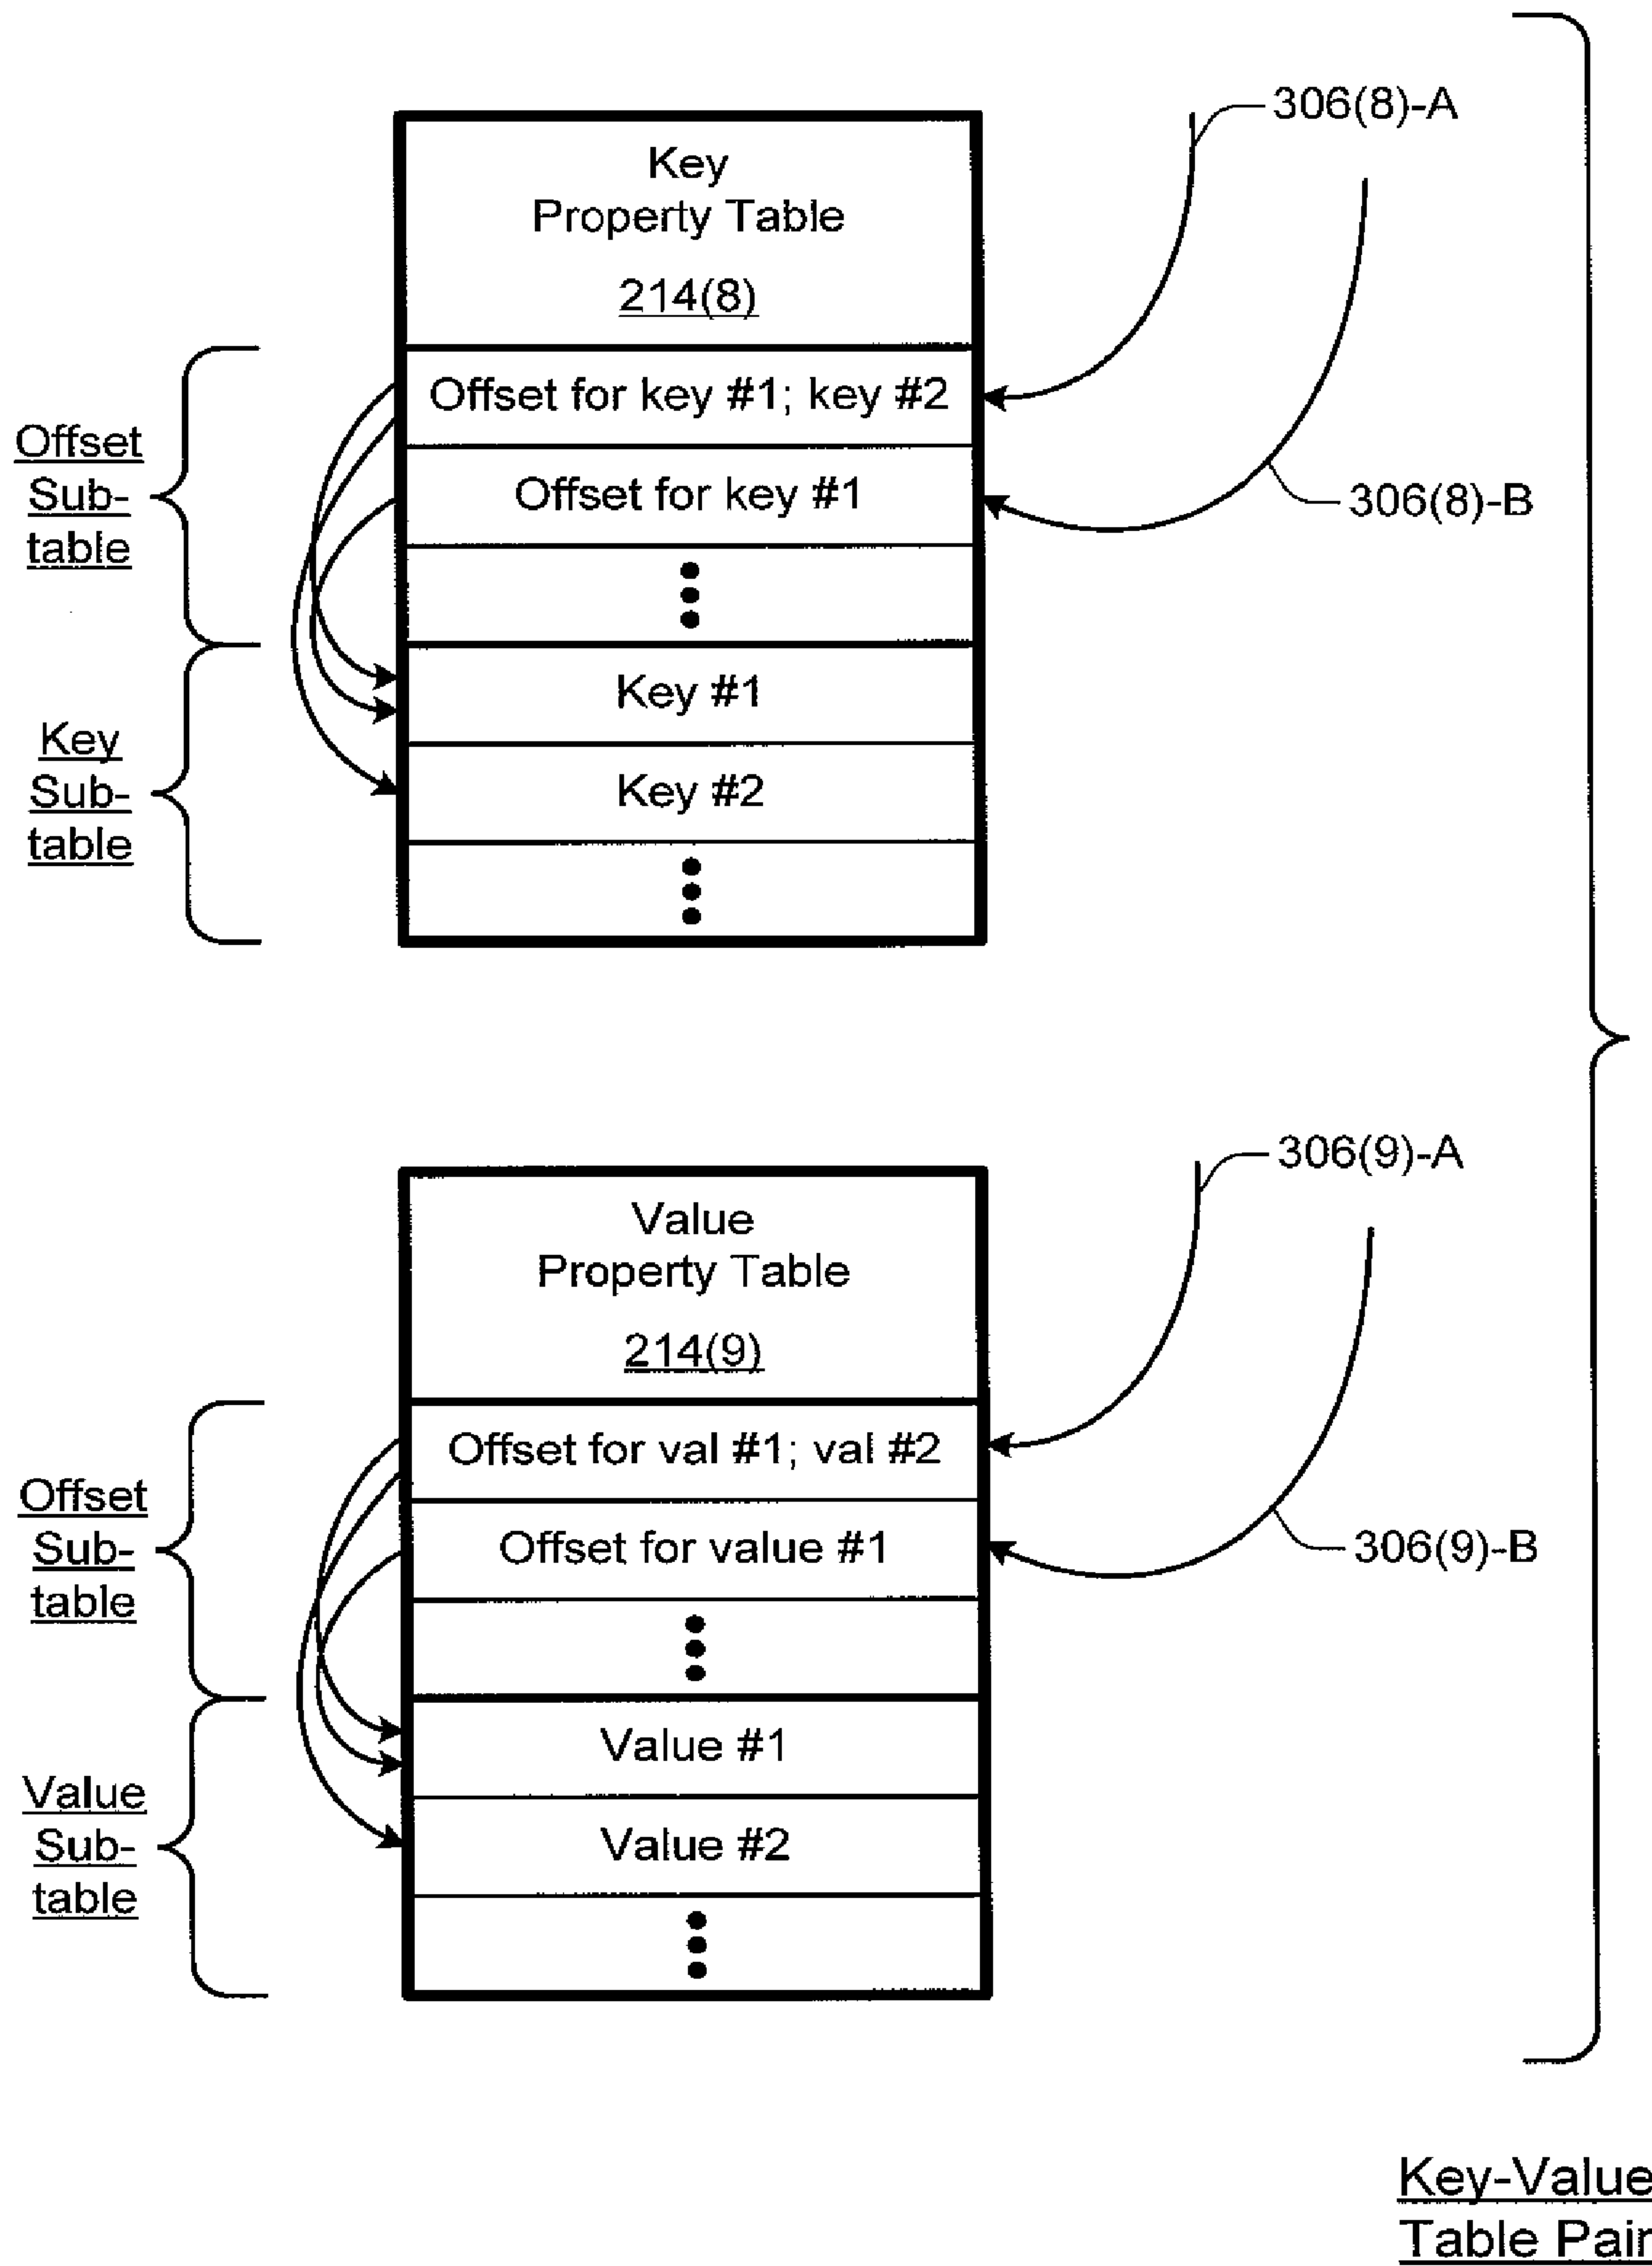 306(8)-A
Key
Property Table
214(8)
Offset for key #1; key #2
Offset
Sub-
table
Offset for key #1
306(8)-B
Key #1
Key
Sub-
table
Key #2
306(9)-A
Value
Property Table
214(9)
Offset for val #1; val #2
Offset
Sub-
table
Offset for value #1
306(9)-B
Value #1
Value
Sub-
table
Value #2
Key-Value
Table Pair